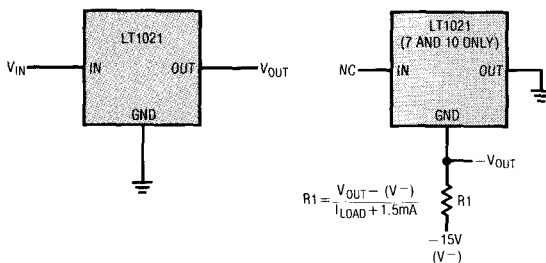 LT1021
V_IN IN OUT V_OUT
GND
LT1021
(7 AND 10 ONLY)
NC IN OUT
GND
−V_OUT
R1 = V_OUT − (V⁻) / I_LOAD + 1.5mA
R1
−15V
(V⁻)